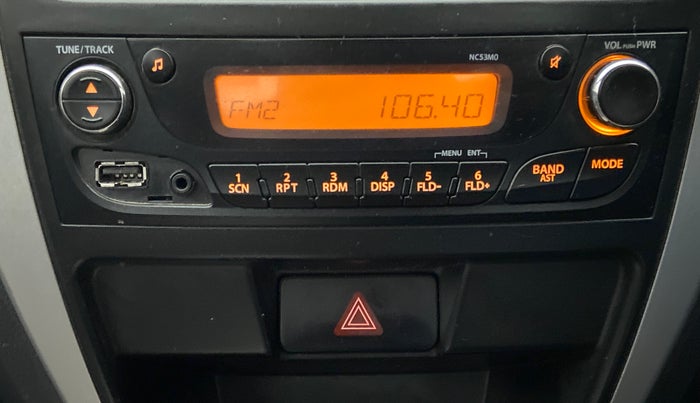 TUNE/TRACK
NC53M0
VOL PUSH PWR
FM2 106.40
MENU ENT
1 SCN
2 RPT
3 RDM
4 DISP
5 FLD-
6 FLD+
BAND AST
MODE